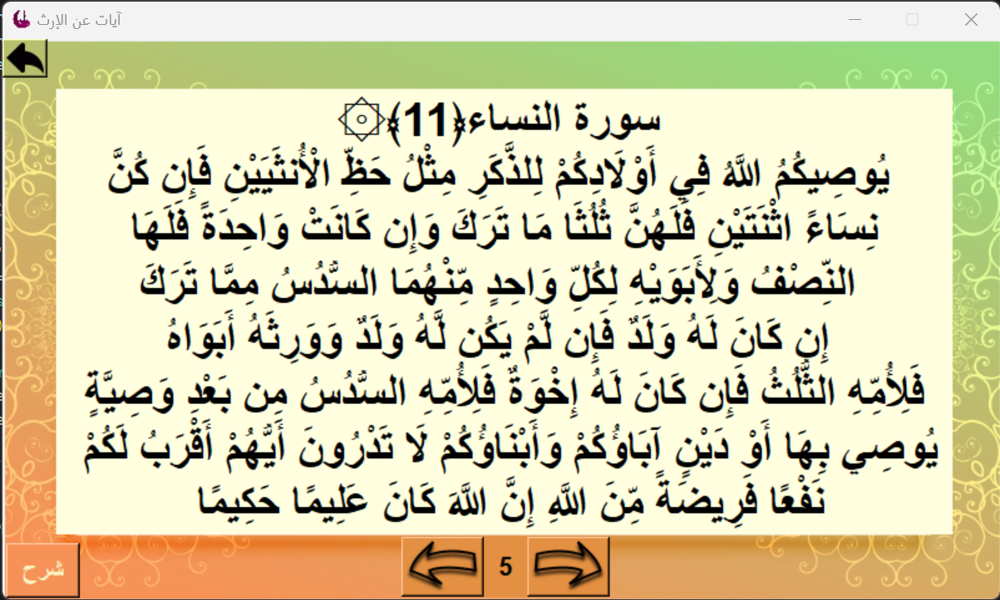 آيات عن الإرث
سورة النساء﴿11﴾۞
يُوصِيكُمُ اللَّهُ فِي أَوْلَادِكُمْ لِلذَّكَرِ مِثْلُ حَظِّ الْأُنثَيَيْنِ فَإِن كُنَّ
نِسَاءً اثْنَتَيْنِ فَلَهُنَّ ثُلُثَا مَا تَرَكَ وَإِن كَانَتْ وَاحِدَةً فَلَهَا
النِّصْفُ وَلِأَبَوَيْهِ لِكُلِّ وَاحِدٍ مِّنْهُمَا السُّدُسُ مِمَّا تَرَكَ
إِن كَانَ لَهُ وَلَدٌ فَإِن لَّمْ يَكُن لَّهُ وَلَدٌ وَوَرِثَهُ أَبَوَاهُ
فَلِأُمِّهِ الثُّلُثُ فَإِن كَانَ لَهُ إِخْوَةٌ فَلِأُمِّهِ السُّدُسُ مِن بَعْدِ وَصِيَّةٍ
يُوصِي بِهَا أَوْ دَيْنٍ آبَاؤُكُمْ وَأَبْنَاؤُكُمْ لَا تَدْرُونَ أَيُّهُمْ أَقْرَبُ لَكُمْ
نَفْعًا فَرِيضَةً مِّنَ اللَّهِ إِنَّ اللَّهَ كَانَ عَلِيمًا حَكِيمًا
5
شرح